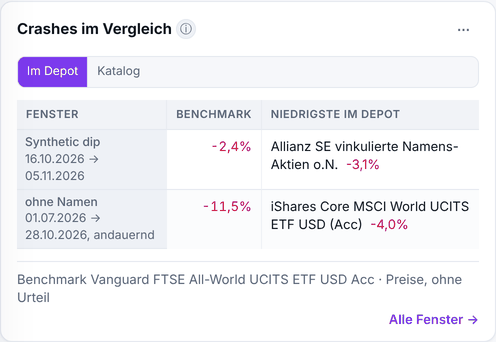 Crashes im Vergleich ⓘ
...
Im Depot Katalog
FENSTER BENCHMARK NIEDRIGSTE IM DEPOT
Synthetic dip
16.10.2026 →
05.11.2026
-2,4%
Allianz SE vinkulierte Namens-
Aktien o.N. -3,1%
ohne Namen
01.07.2026 →
28.10.2026, andauernd
-11,5%
iShares Core MSCI World UCITS
ETF USD (Acc) -4,0%
Benchmark Vanguard FTSE All-World UCITS ETF USD Acc · Preise, ohne
Urteil
Alle Fenster →